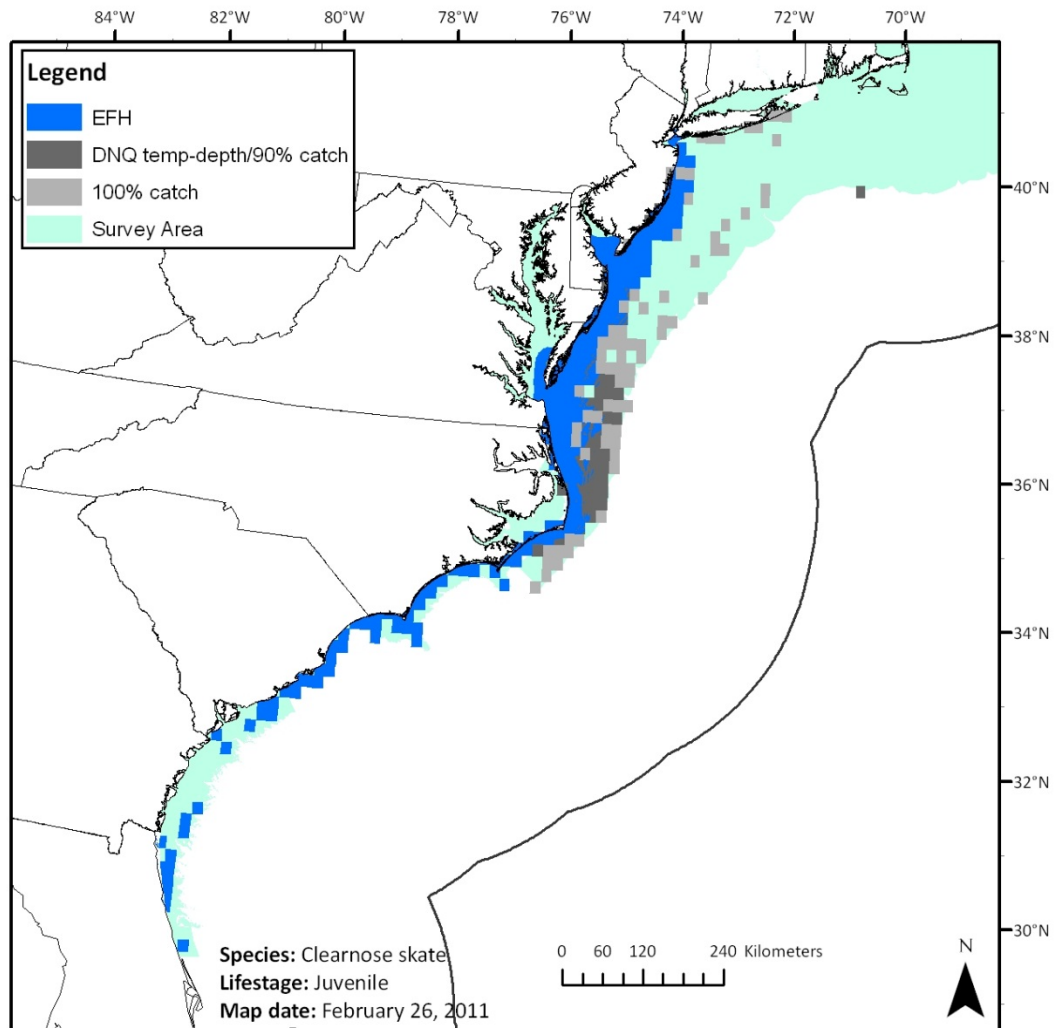 84°W 82°W 80°W 78°W 76°W 74°W 72°W 70°W
Legend
EFH
DNQ temp-depth/90% catch
100% catch
Survey Area
40°N
38°N
36°N
34°N
32°N
30°N
Species: Clearnose skate
Lifestage: Juvenile
Map date: February 26, 2011
0 60 120 240 Kilometers
N